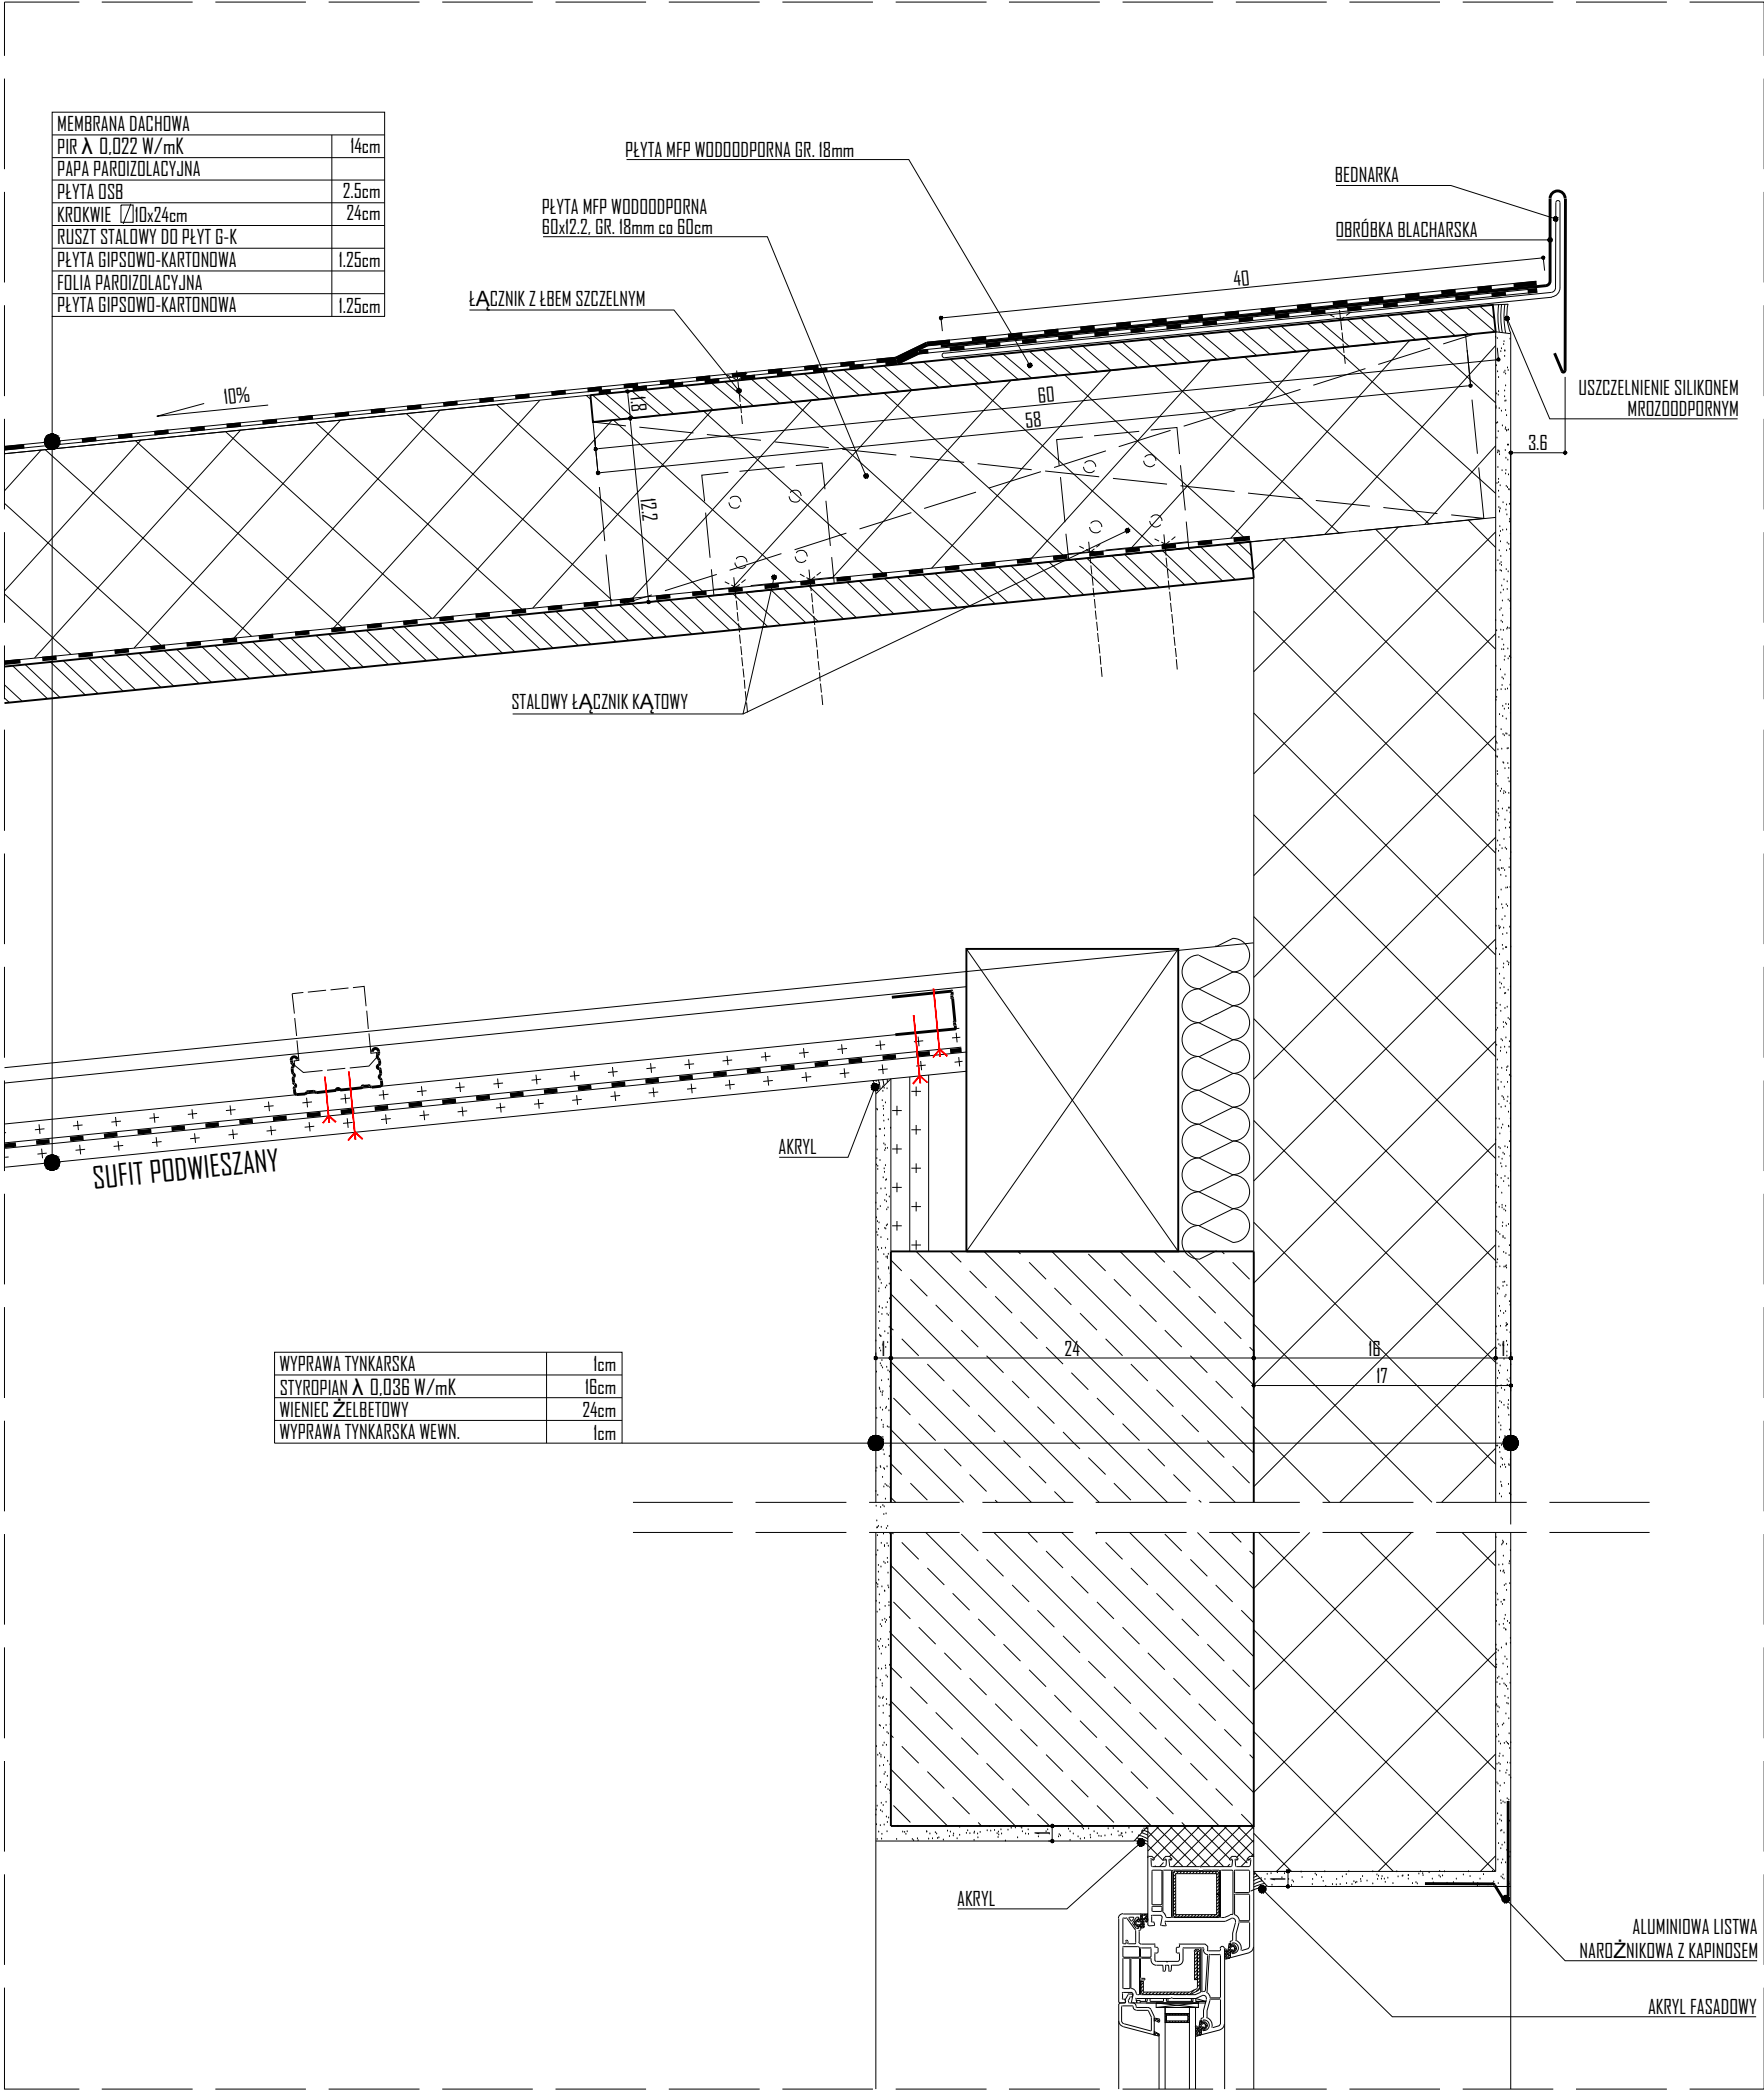 MEMBRANA DACHOWA
PIR λ 0,022 W/mK 14cm
PAPA PAROIZOLACYJNA
PŁYTA OSB 2.5cm
KROKWIE 10x24cm 24cm
RUSZT STALOWY DO PŁYT G-K
PŁYTA GIPSOWO-KARTONOWA 1.25cm
FOLIA PAROIZOLACYJNA
PŁYTA GIPSOWO-KARTONOWA 1.25cm
PŁYTA MFP WODOODPORNA GR. 18mm
PŁYTA MFP WODOODPORNA
60x12.2, GR. 18mm co 60cm
ŁĄCZNIK Z ŁBEM SZCZELNYM
BEDNARKA
OBRÓBKA BLACHARSKA
40
10%
1.8
60
58
12.2
USZCZELNIENIE SILIKONEM
MROZOODPORNYM
3.6
STALOWY ŁĄCZNIK KĄTOWY
AKRYL
SUFIT PODWIESZANY
WYPRAWA TYNKARSKA 1cm
STYROPIAN λ 0,036 W/mK 16cm
WIENIEC ŻELBETOWY 24cm
WYPRAWA TYNKARSKA WEWN. 1cm
1 24 16 1
17
1
1
AKRYL
ALUMINIOWA LISTWA
NAROŻNIKOWA Z KAPINOSEM
AKRYL FASADOWY